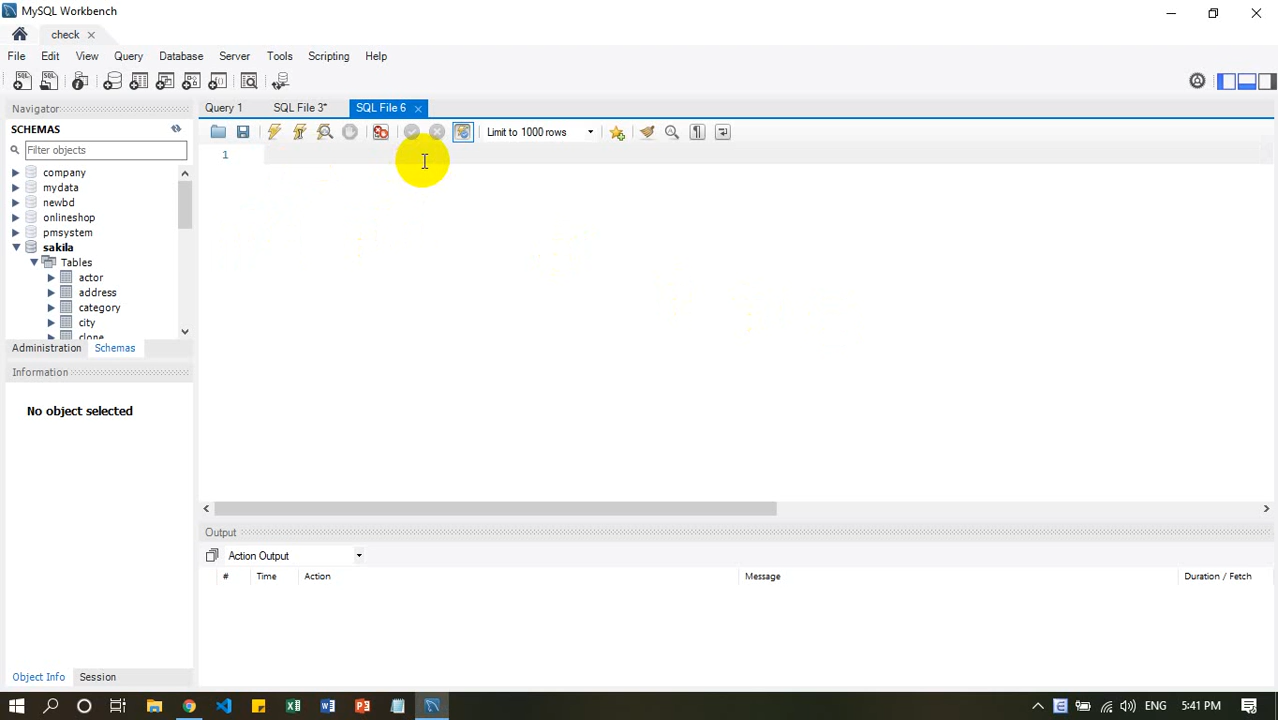 MySQL Workbench
check
File Edit View Query Database Server Tools Scripting Help
Navigator
SCHEMAS
Filter objects
company
mydata
newbd
onlineshop
pmsystem
sakila
Tables
actor
address
category
city
clone
Administration Schemas
Information
No object selected
Object Info Session
Query 1 SQL File 3* SQL File 6
Limit to 1000 rows
1
Output
Action Output
# Time Action Message Duration / Fetch
ENG 5:41 PM